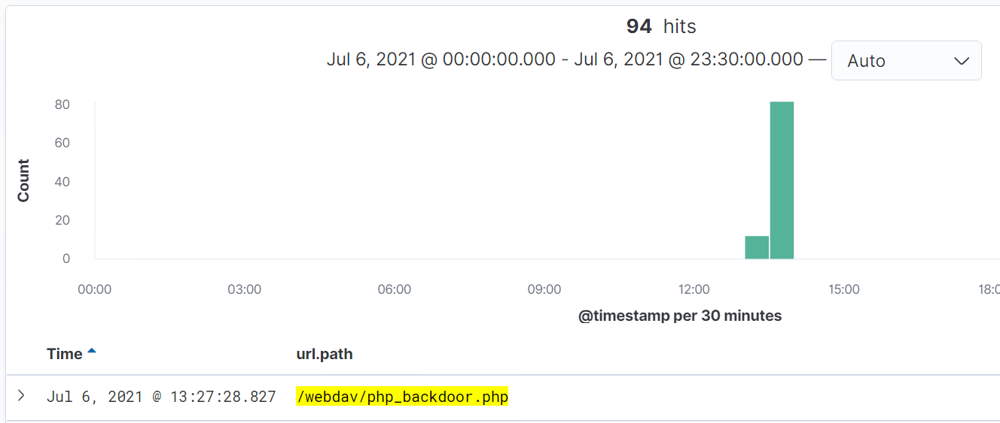 94 hits
Jul 6, 2021 @ 00:00:00.000 - Jul 6, 2021 @ 23:30:00.000 — Auto
80
60
40
20
0
Count
00:00 03:00 06:00 09:00 12:00 15:00 18:0
@timestamp per 30 minutes
Time url.path
Jul 6, 2021 @ 13:27:28.827 /webdav/php_backdoor.php